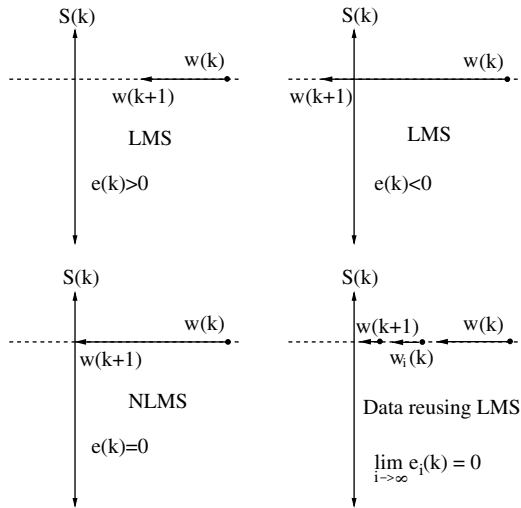 S(k)
w(k)
w(k+1)
LMS
e(k)>0
S(k)
w(k)
w(k+1)
LMS
e(k)<0
S(k)
w(k)
w(k+1)
NLMS
e(k)=0
S(k)
w(k+1)
w(k)
w_i(k)
Data reusing LMS
lim e_i(k) = 0
i->∞